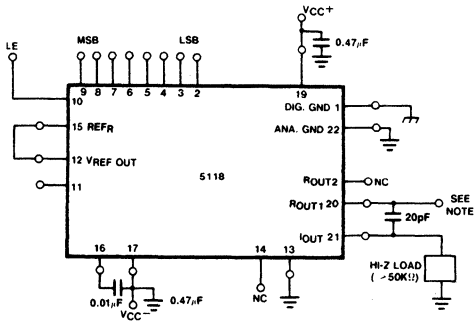 VCC+
LE
MSB
LSB
0.47µF
9 8 7 6 5 4 3 2
19
10
DIG. GND 1
15 REFR
ANA. GND 22
12 VREF OUT
5118
11
ROUT2
NC
SEE
NOTE
ROUT1 20
20pF
IOUT 21
16 17
14 13
HI-Z LOAD
( >50KΩ)
0.01µF
0.47µF
NC
VCC−